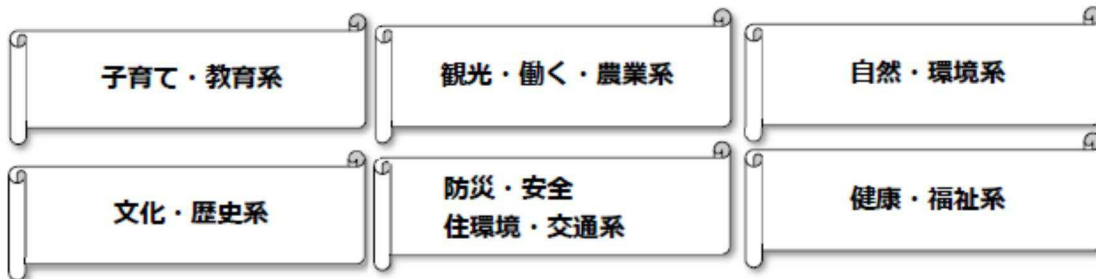 子育て・教育系
観光・働く・農業系
自然・環境系
文化・歴史系
防災・安全
住環境・交通系
健康・福祉系